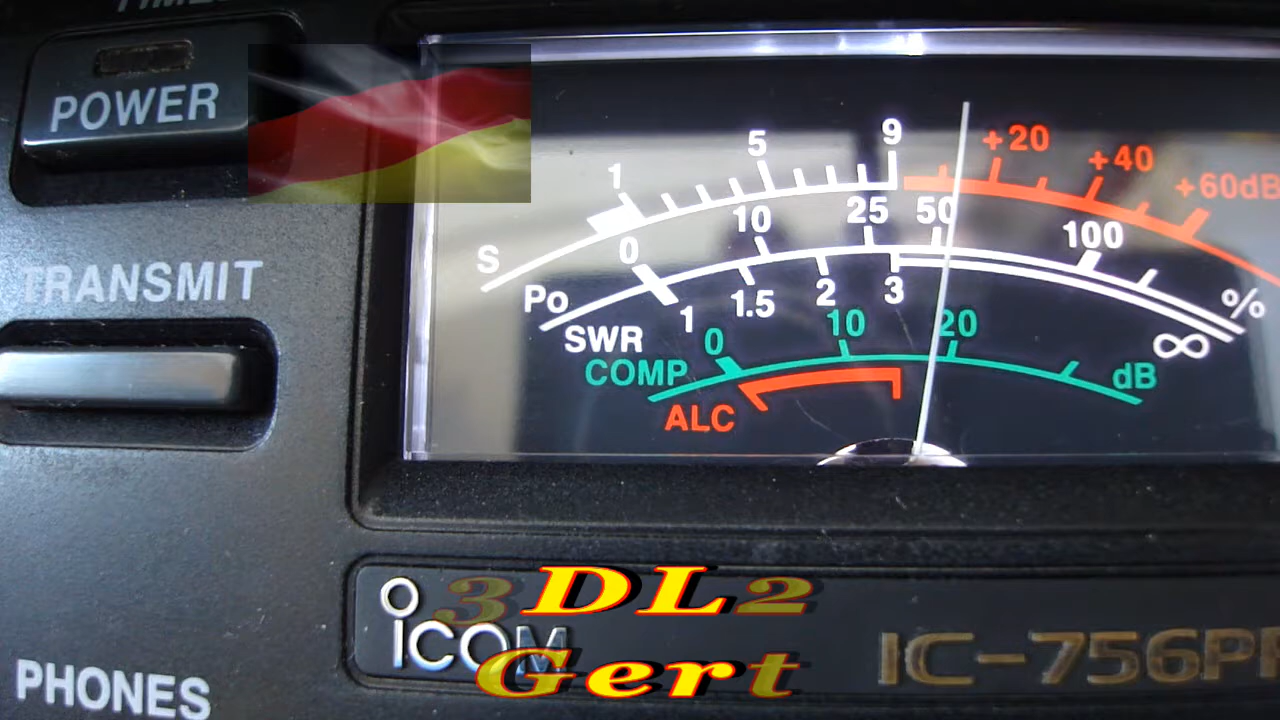 POWER
TRANSMIT
PHONES
1 5 9 +20 +40 +60dB
S
0 10 25 50 100 %
Po
1 1.5 2 3 ∞
SWR
0 10 20 dB
COMP
ALC
3DL2
Gert
ICOM
IC-756P